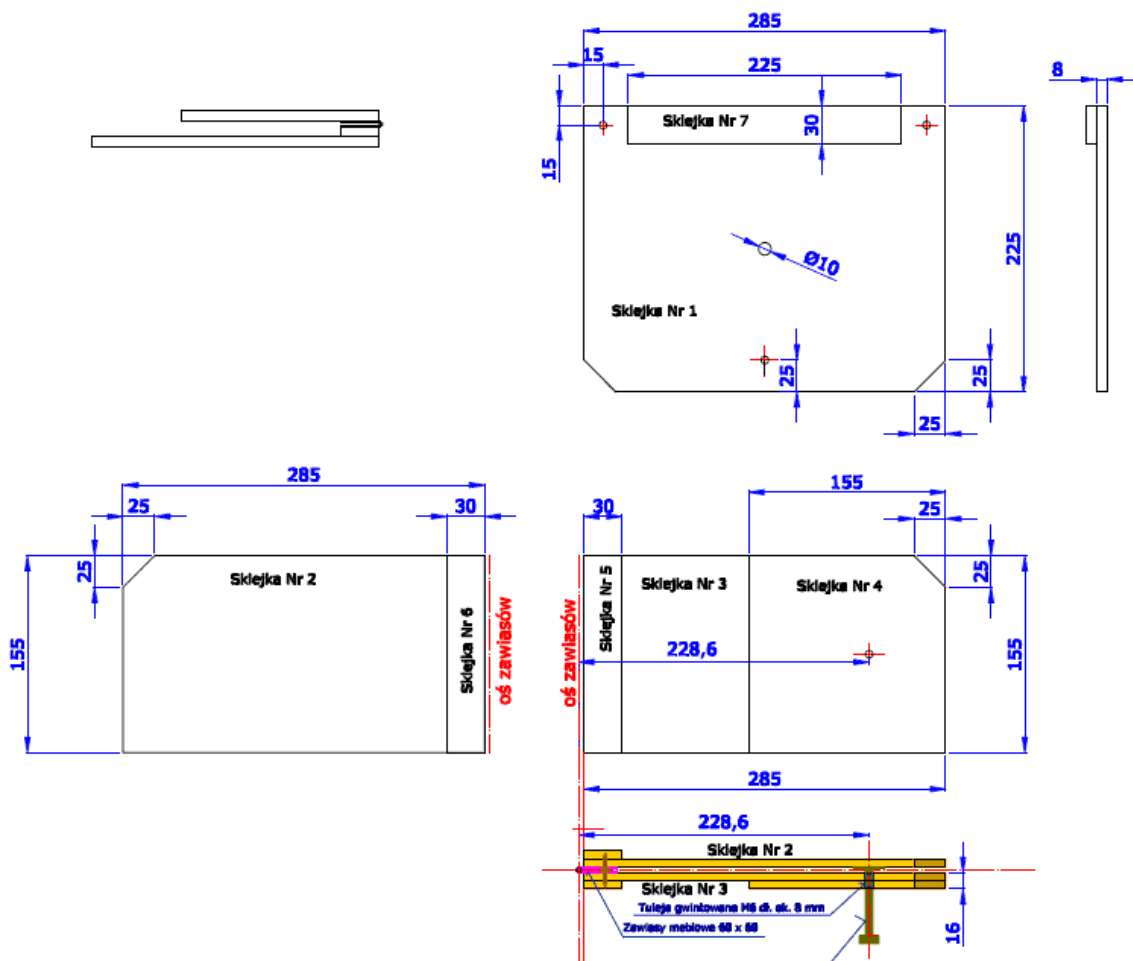 285
15
225
8
Sklejka Nr 7
30
15
225
Ø10
Sklejka Nr 1
25
25
25
285
155
25
30
30
25
25
Sklejka Nr 2
Sklejka Nr 6
oś zawiasów
155
oś zawiasów
Sklejka Nr 5
Sklejka Nr 3
Sklejka Nr 4
25
228,6
155
285
228,6
Sklejka Nr 2
Sklejka Nr 3
Tuleja gwintowana M6 dł. ok. 8 mm
Zawiasy meblowe 60 x 60
16